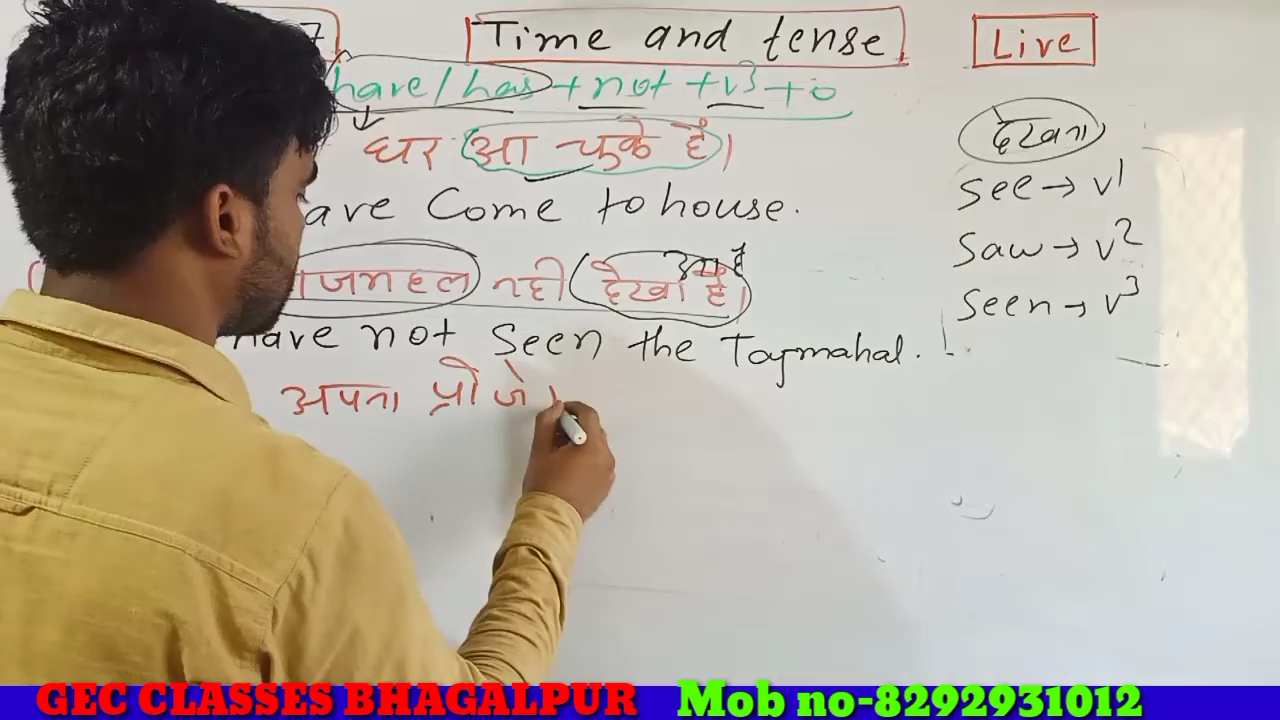 7 Time and tense Live
have/has + not + v3 + o
घर आ चुके हैं।
ave Come to house.
ाजमहल नही देखा है।
have not Seen the Tajmahal.
अपना प्रोजे
देखना
See → v1
Saw → v2
Seen → v3
GEC CLASSES BHAGALPUR Mob no-8292931012